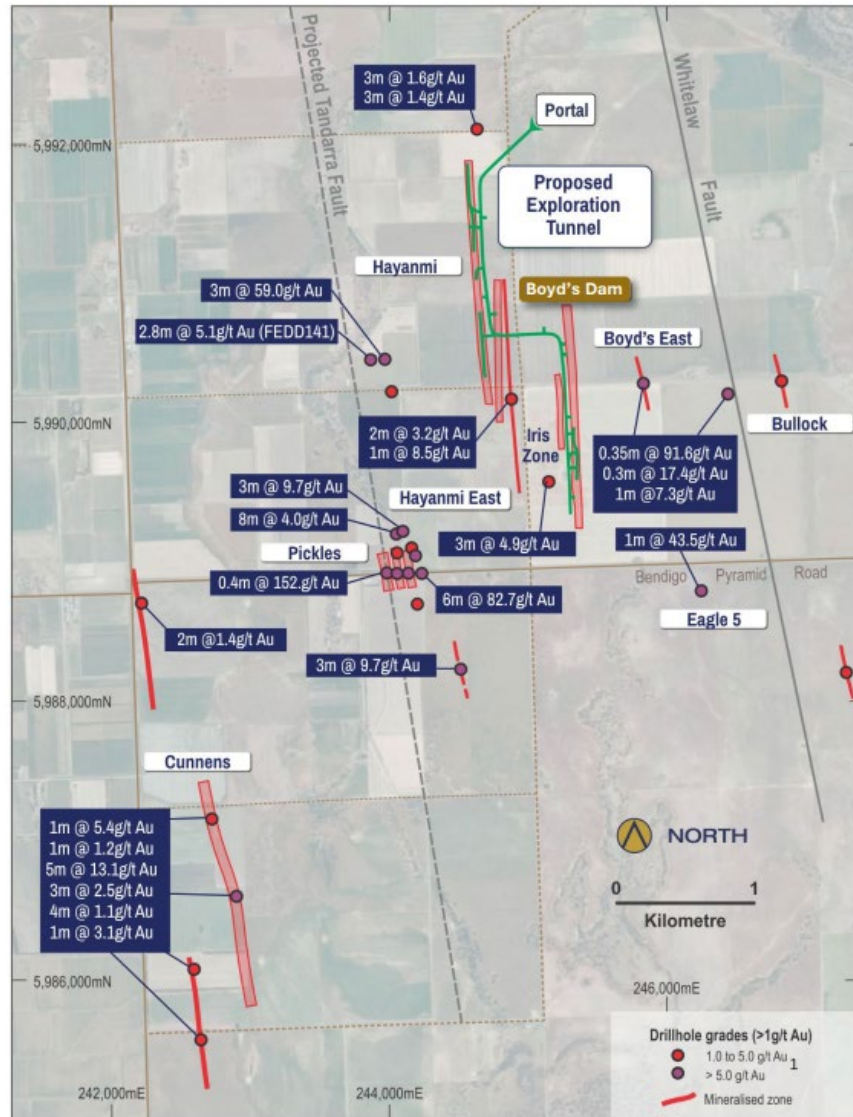 3m @ 1.6g/t Au
3m @ 1.4g/t Au
Portal
Whitelaw
Fault
5,992,000mN
Projected Tandarra Fault
Proposed
Exploration
Tunnel
Hayanmi
Boyd's Dam
3m @ 59.0g/t Au
2.8m @ 5.1g/t Au (FEDD141)
Boyd's East
Bullock
5,990,000mN
2m @ 3.2g/t Au
1m @ 8.5g/t Au
Iris
Zone
0.35m @ 91.6g/t Au
0.3m @ 17.4g/t Au
1m @7.3g/t Au
3m @ 9.7g/t Au
8m @ 4.0g/t Au
Hayanmi East
3m @ 4.9g/t Au
1m @ 43.5g/t Au
Pickles
0.4m @ 152.g/t Au
6m @ 82.7g/t Au
Bendigo Pyramid Road
Eagle 5
2m @1.4g/t Au
3m @ 9.7g/t Au
5,988,000mN
Cunnens
1m @ 5.4g/t Au
1m @ 1.2g/t Au
5m @ 13.1g/t Au
3m @ 2.5g/t Au
4m @ 1.1g/t Au
1m @ 3.1g/t Au
NORTH
0 1
Kilometre
5,986,000mN
246,000mE
Drillhole grades (>1g/t Au)
1.0 to 5.0 g/t Au 1
> 5.0 g/t Au
Mineralised zone
242,000mE
244,000mE